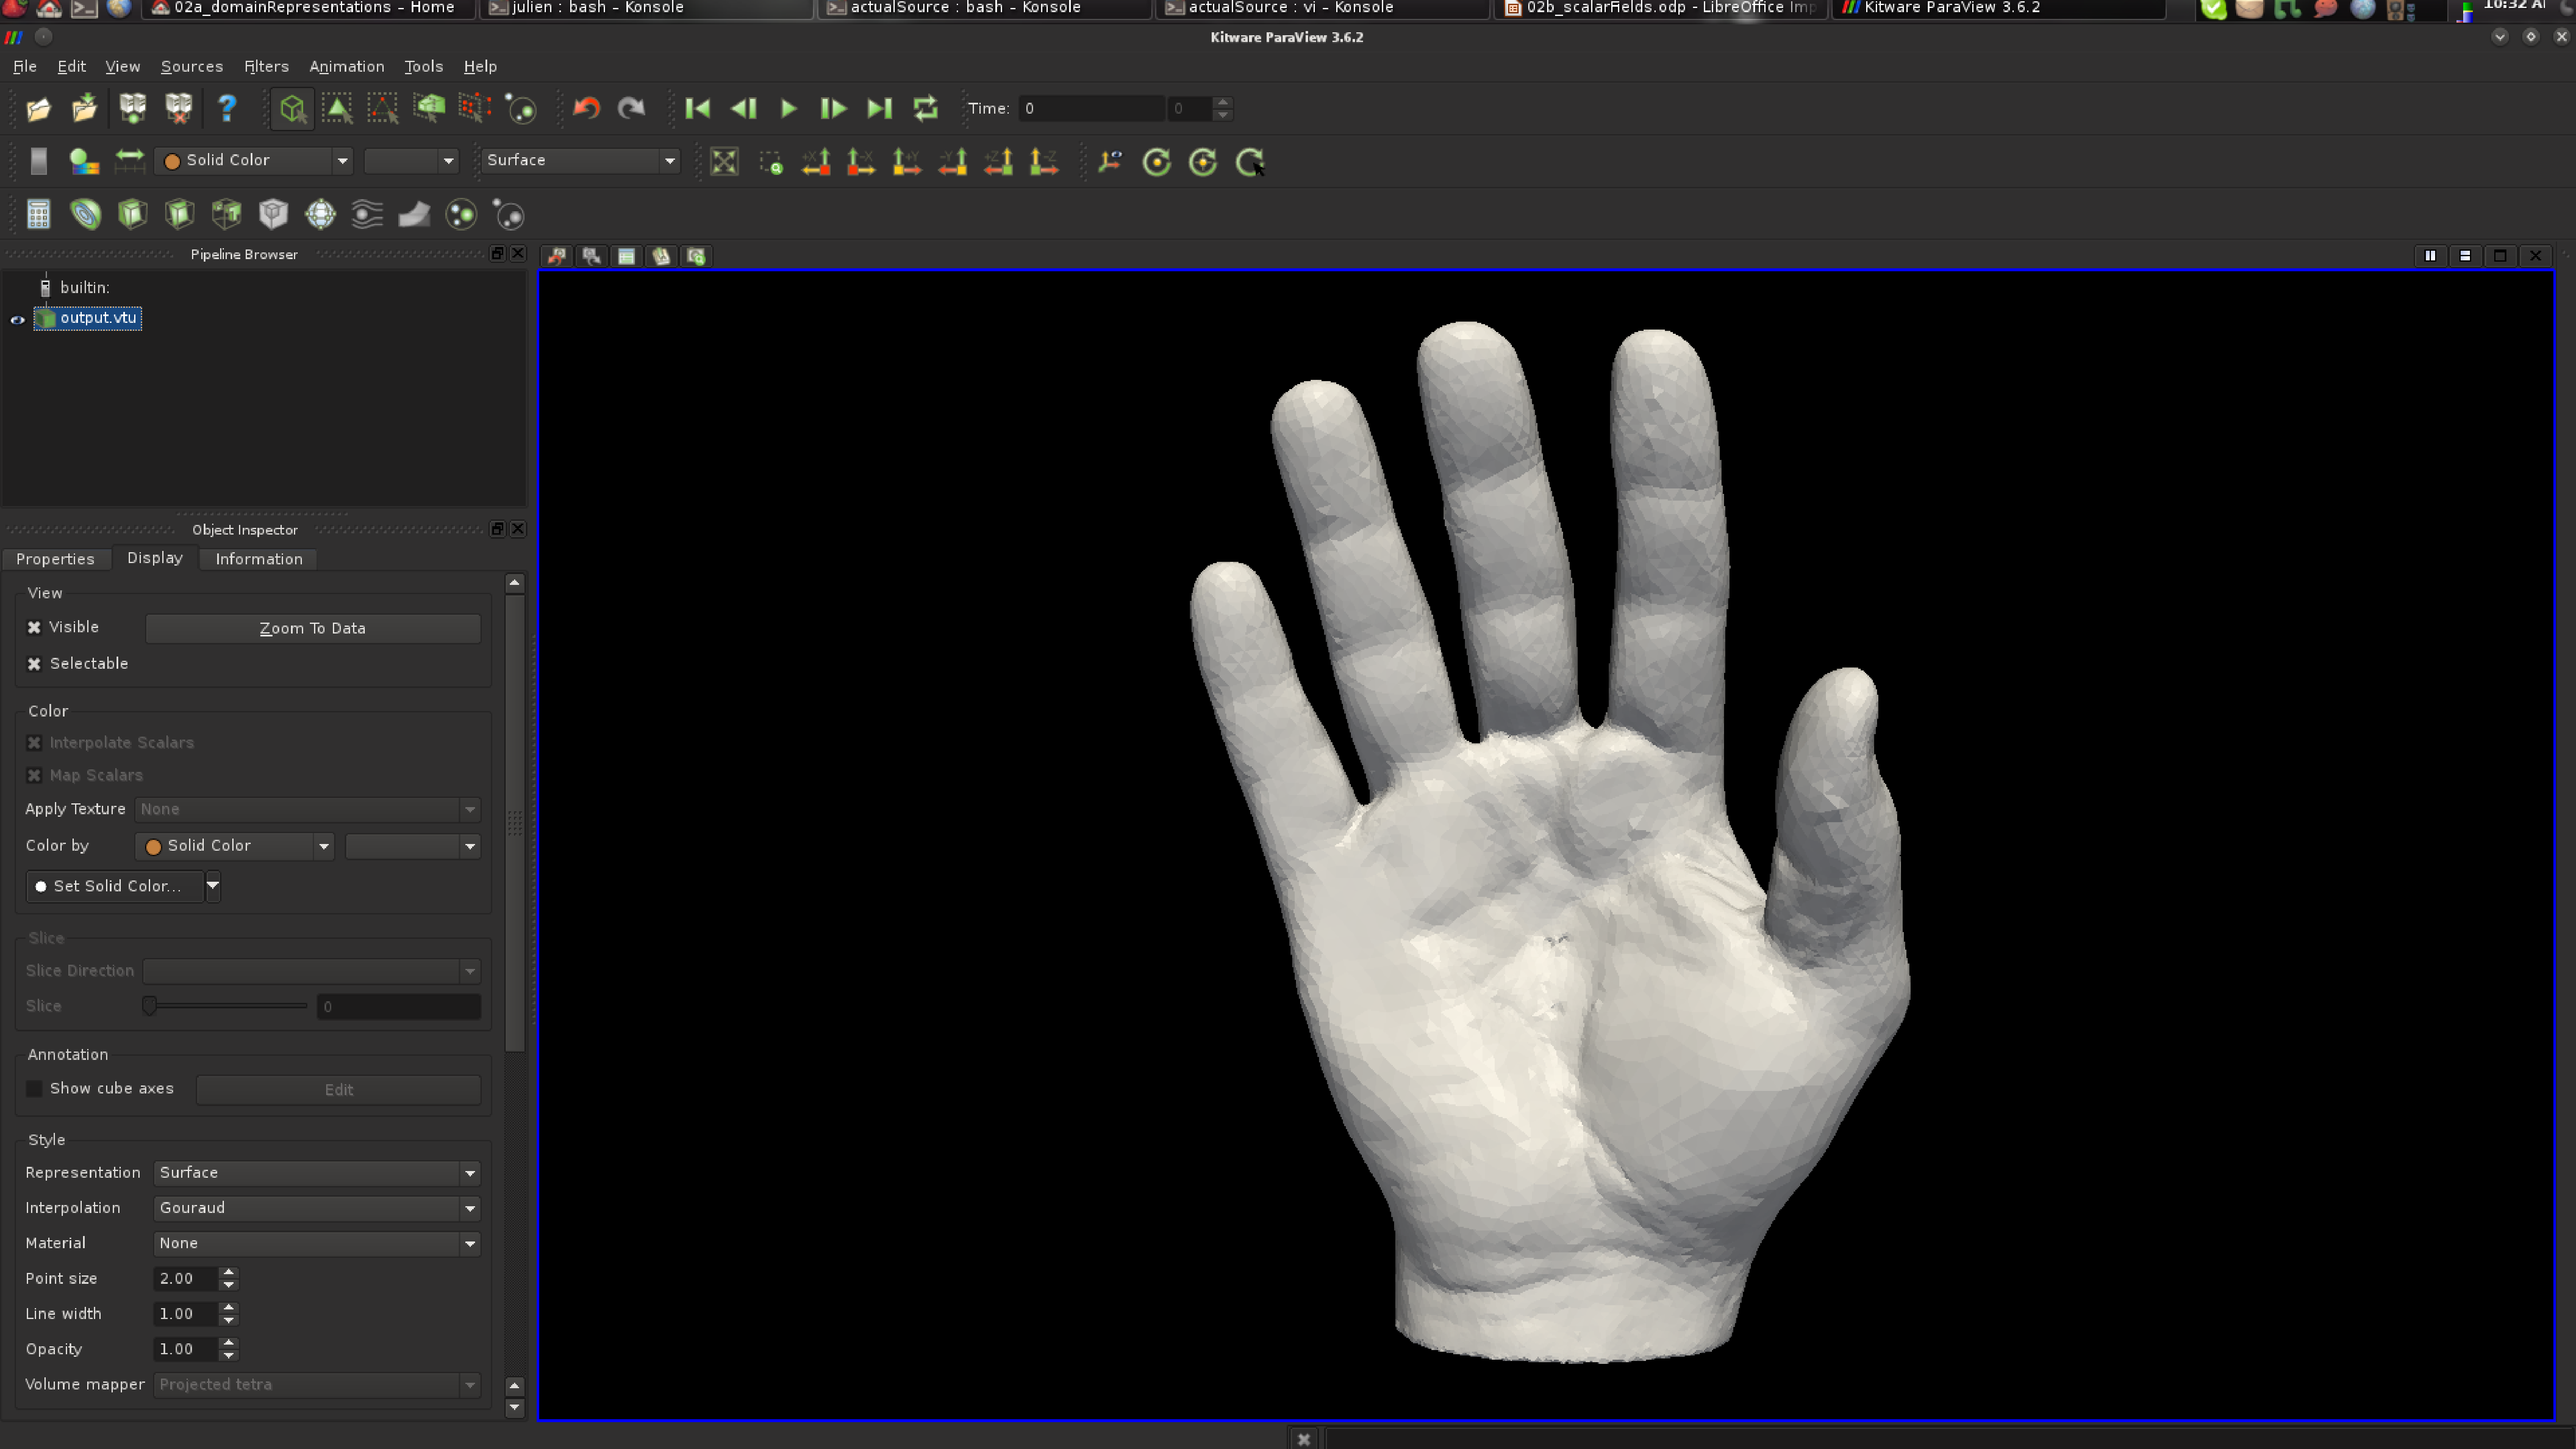 02a_domainRepresentations – Home
julien : bash – Konsole
actualSource : bash – Konsole
actualSource : vi – Konsole
02b_scalarFields.odp - LibreOffice Imp
Kitware ParaView 3.6.2
Kitware ParaView 3.6.2
File Edit View Sources Filters Animation Tools Help
Time: 0 0
Solid Color Surface
+X -X +Y -Y +Z -Z
Pipeline Browser
builtin:
output.vtu
Object Inspector
Properties Display Information
View
Visible Zoom To Data
Selectable
Color
Interpolate Scalars
Map Scalars
Apply Texture None
Color by Solid Color
Set Solid Color...
Slice
Slice Direction
Slice 0
Annotation
Show cube axes Edit
Style
Representation Surface
Interpolation Gouraud
Material None
Point size 2.00
Line width 1.00
Opacity 1.00
Volume mapper Projected tetra